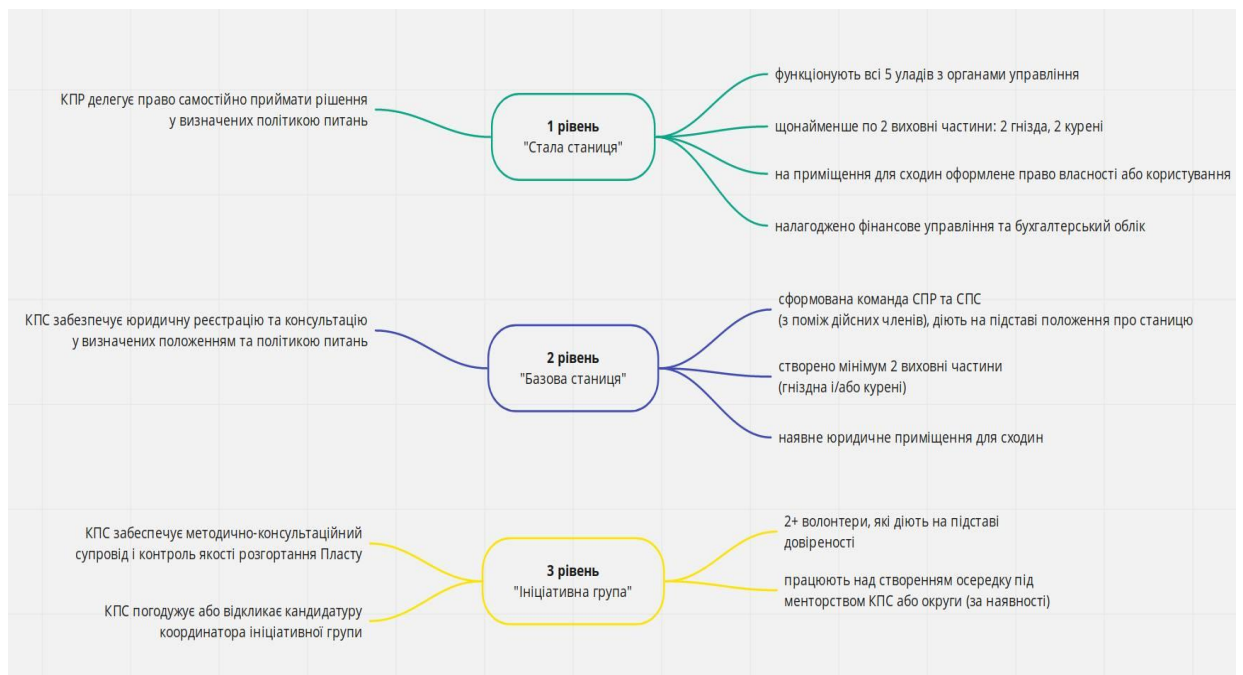 КПР делегує право самостійно приймати рішення
у визначених політикою питань
1 рівень
"Стала станиця"
функціонують всі 5 уладів з органами управління
щонайменше по 2 виховні частини: 2 гнізда, 2 курені
на приміщення для сходин оформлене право власності або користування
налагоджено фінансове управління та бухгалтерський облік
КПС забезпечує юридичну реєстрацію та консультацію
у визначених положенням та політикою питань
2 рівень
"Базова станиця"
сформована команда СПР та СПС
(з поміж дійсних членів), діють на підставі положення про станицю
створено мінімум 2 виховні частини
(гніздна і/або курені)
наявне юридичне приміщення для сходин
КПС забеспечує методично-консультаційний
супровід і контроль якості розгортання Пласту
КПС погоджує або відкликає кандидатуру
координатора ініціативної групи
3 рівень
"Ініціативна група"
2+ волонтери, які діють на підставі
довіреності
працюють над створенням осередку під
менторством КПС або округи (за наявності)